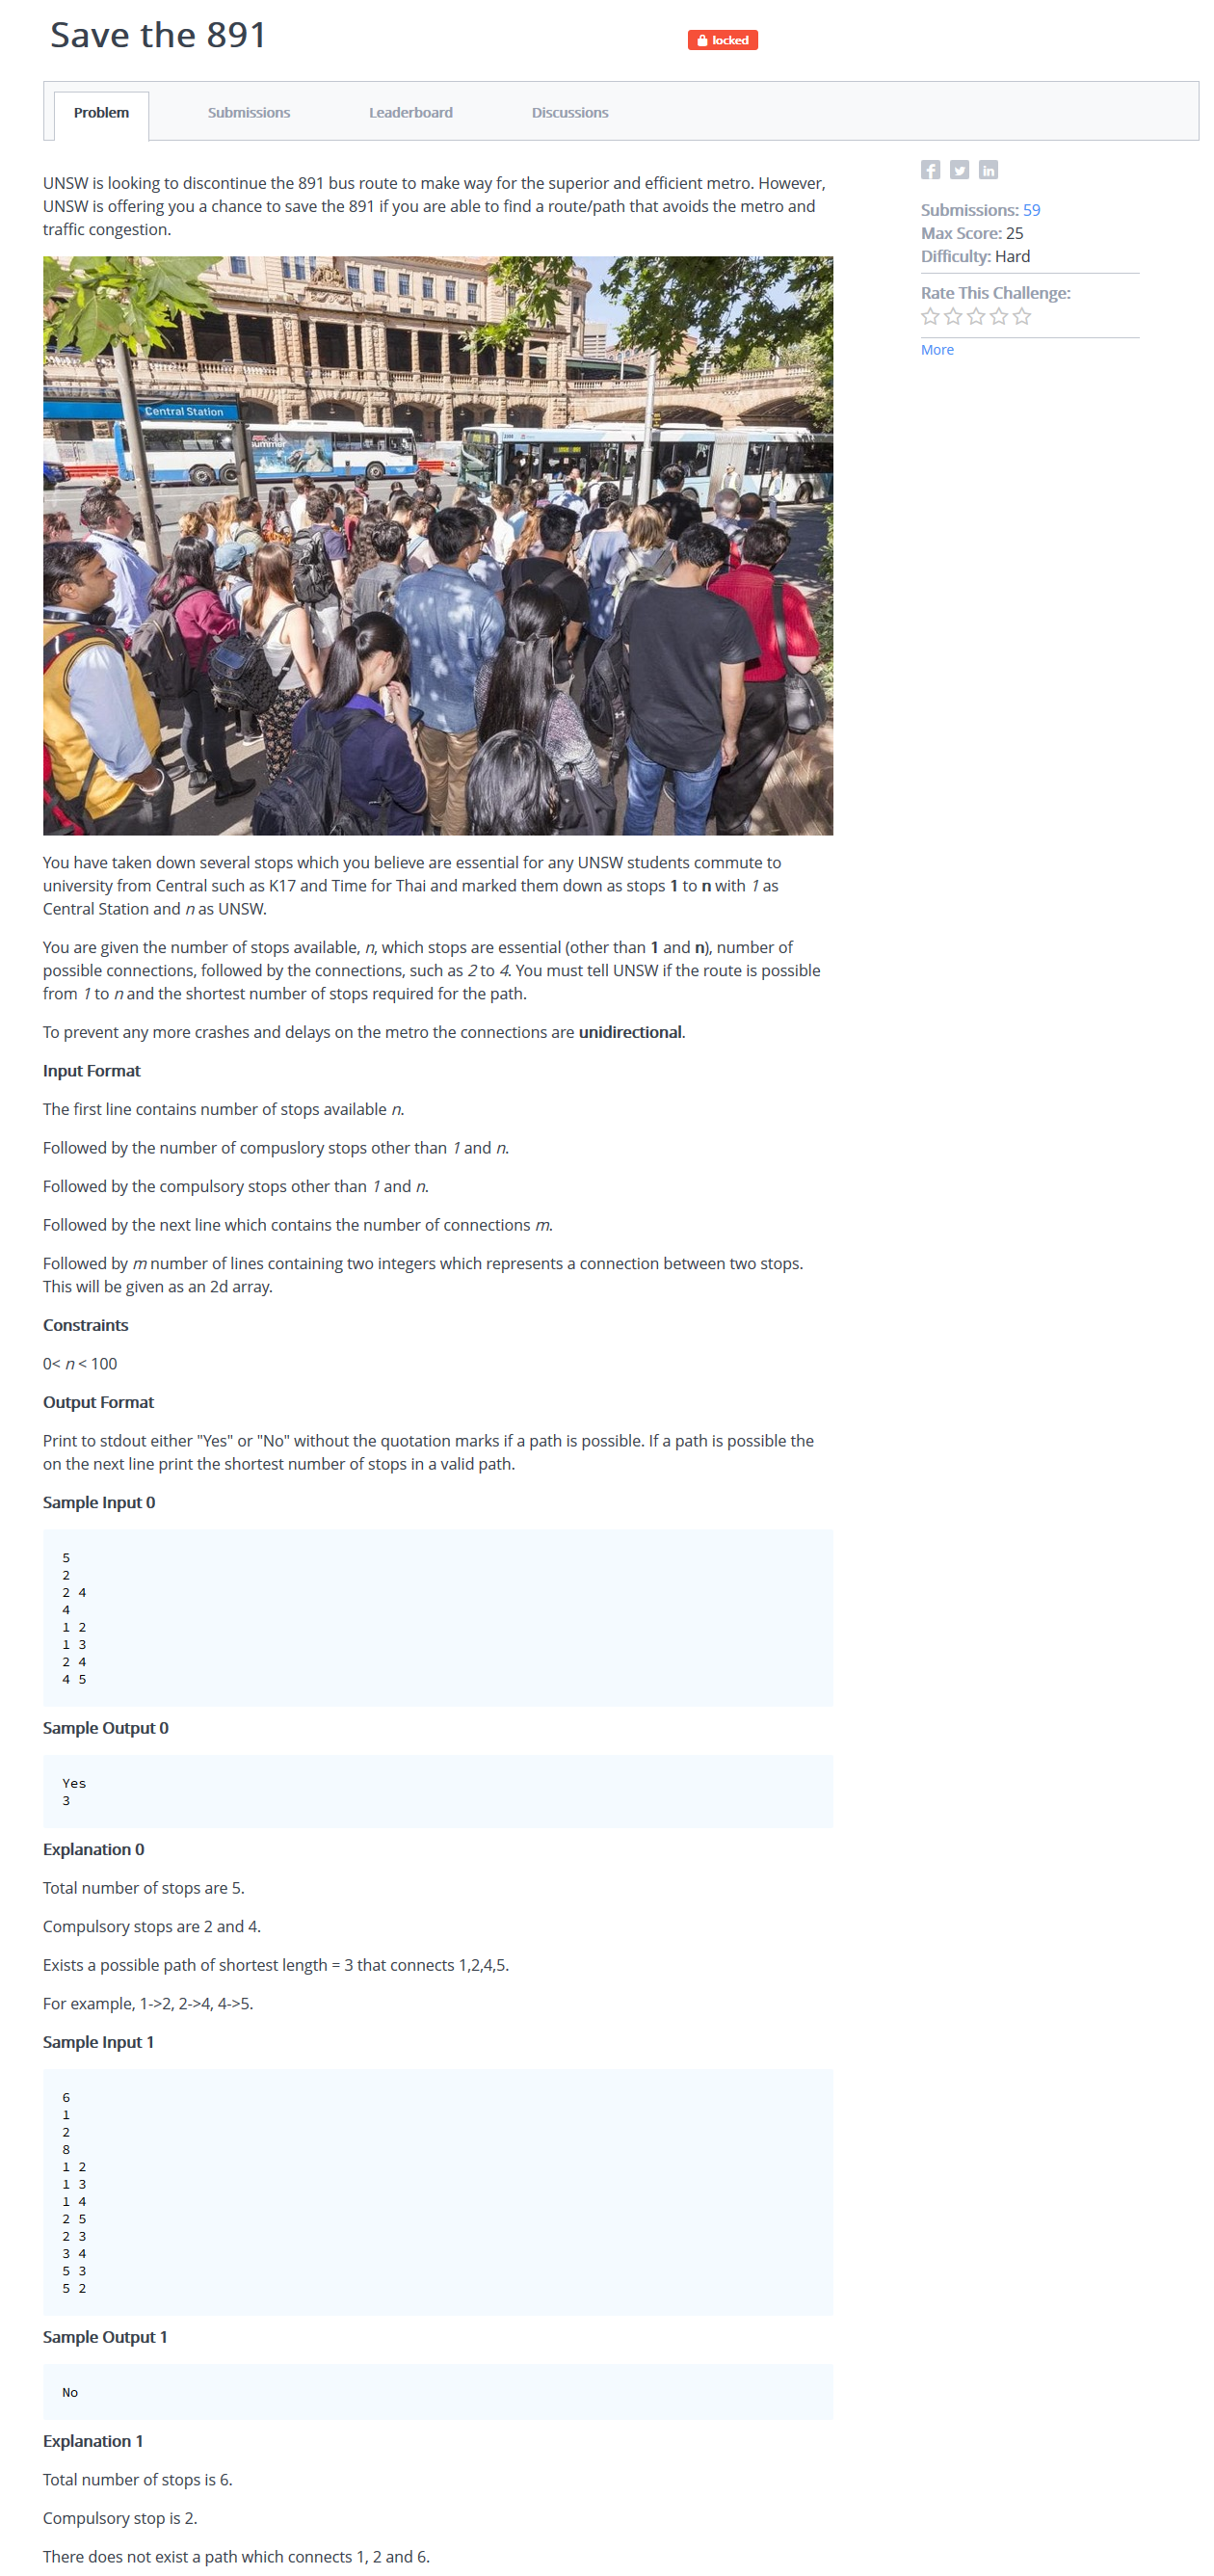 Save the 891
locked
Problem
Submissions
Leaderboard
Discussions
UNSW is looking to discontinue the 891 bus route to make way for the superior and efficient metro. However,
UNSW is offering you a chance to save the 891 if you are able to find a route/path that avoids the metro and
traffic congestion.
Submissions: 59
Max Score: 25
Difficulty: Hard
Rate This Challenge:
More
Central Station
summer
You have taken down several stops which you believe are essential for any UNSW students commute to
university from Central such as K17 and Time for Thai and marked them down as stops 1 to n with 1 as
Central Station and n as UNSW.
You are given the number of stops available, n, which stops are essential (other than 1 and n), number of
possible connections, followed by the connections, such as 2 to 4. You must tell UNSW if the route is possible
from 1 to n and the shortest number of stops required for the path.
To prevent any more crashes and delays on the metro the connections are unidirectional.
Input Format
The first line contains number of stops available n.
Followed by the number of compuslory stops other than 1 and n.
Followed by the compulsory stops other than 1 and n.
Followed by the next line which contains the number of connections m.
Followed by m number of lines containing two integers which represents a connection between two stops.
This will be given as an 2d array.
Constraints
0< n < 100
Output Format
Print to stdout either "Yes" or "No" without the quotation marks if a path is possible. If a path is possible the
on the next line print the shortest number of stops in a valid path.
Sample Input 0
5
2
2 4
4
1 2
1 3
2 4
4 5
Sample Output 0
Yes
3
Explanation 0
Total number of stops are 5.
Compulsory stops are 2 and 4.
Exists a possible path of shortest length = 3 that connects 1,2,4,5.
For example, 1->2, 2->4, 4->5.
Sample Input 1
6
1
2
8
1 2
1 3
1 4
2 5
2 3
3 4
5 3
5 2
Sample Output 1
No
Explanation 1
Total number of stops is 6.
Compulsory stop is 2.
There does not exist a path which connects 1, 2 and 6.